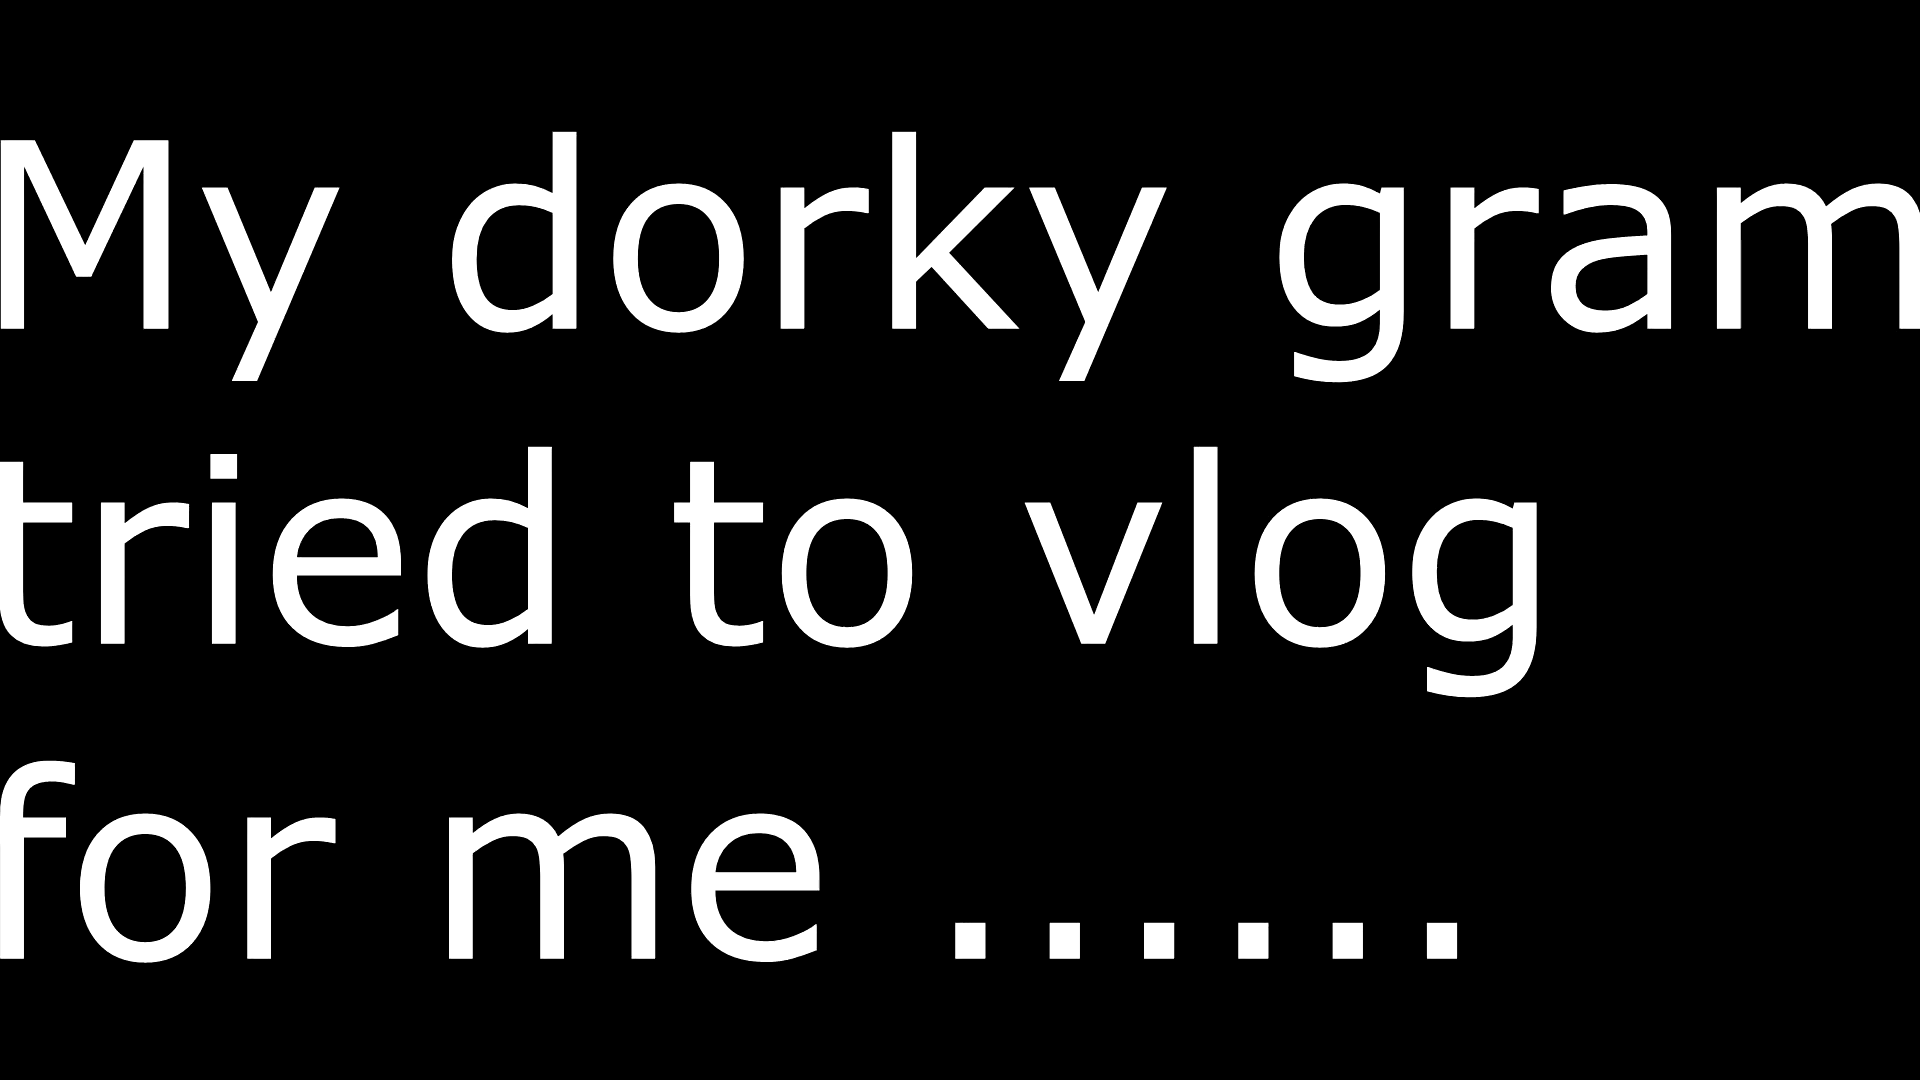 My dorky gram
tried to vlog
for me ......